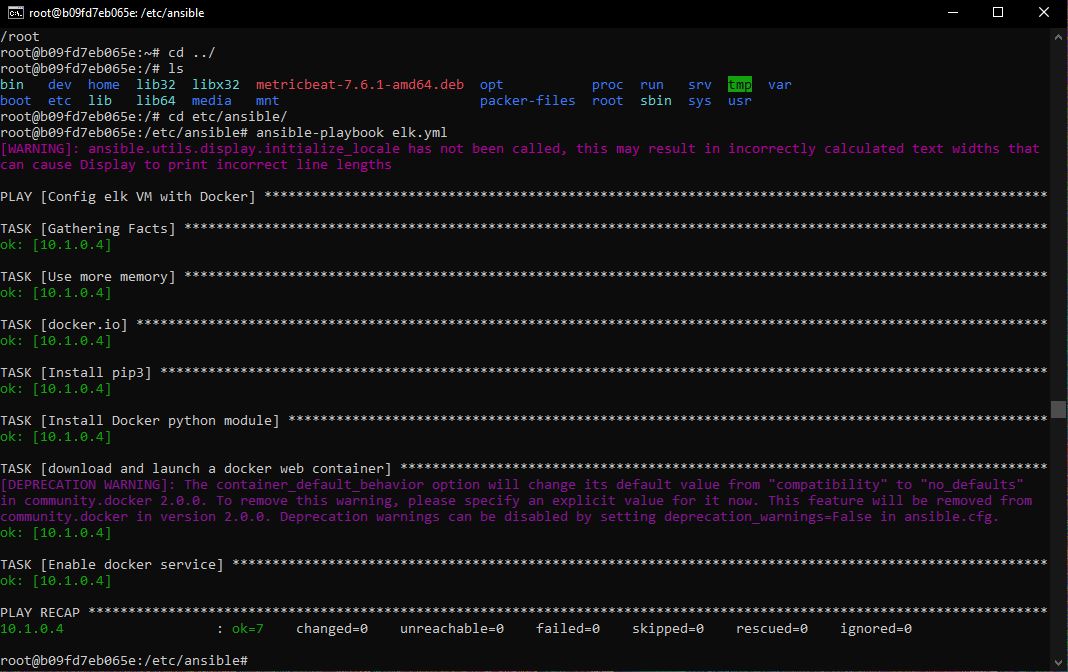 root@b09fd7eb065e: /etc/ansible
/root
root@b09fd7eb065e:~# cd ../
root@b09fd7eb065e:/# ls
bin   dev  home  lib32  libx32  metricbeat-7.6.1-amd64.deb  opt           proc  run   srv  tmp  var
boot  etc  lib   lib64  media   mnt                         packer-files  root  sbin  sys  usr
root@b09fd7eb065e:/# cd etc/ansible/
root@b09fd7eb065e:/etc/ansible# ansible-playbook elk.yml
[WARNING]: ansible.utils.display.initialize_locale has not been called, this may result in incorrectly calculated text widths that
can cause Display to print incorrect line lengths
PLAY [Config elk VM with Docker] **************************************************************************************************
TASK [Gathering Facts] ************************************************************************************************************
ok: [10.1.0.4]
TASK [Use more memory] ************************************************************************************************************
ok: [10.1.0.4]
TASK [docker.io] ******************************************************************************************************************
ok: [10.1.0.4]
TASK [Install pip3] ***************************************************************************************************************
ok: [10.1.0.4]
TASK [Install Docker python module] ***********************************************************************************************
ok: [10.1.0.4]
TASK [download and launch a docker web container] *********************************************************************************
[DEPRECATION WARNING]: The container_default_behavior option will change its default value from "compatibility" to "no_defaults"
in community.docker 2.0.0. To remove this warning, please specify an explicit value for it now. This feature will be removed from
community.docker in version 2.0.0. Deprecation warnings can be disabled by setting deprecation_warnings=False in ansible.cfg.
ok: [10.1.0.4]
TASK [Enable docker service] ******************************************************************************************************
ok: [10.1.0.4]
PLAY RECAP ************************************************************************************************************************
10.1.0.4                   : ok=7    changed=0    unreachable=0    failed=0    skipped=0    rescued=0    ignored=0
root@b09fd7eb065e:/etc/ansible#